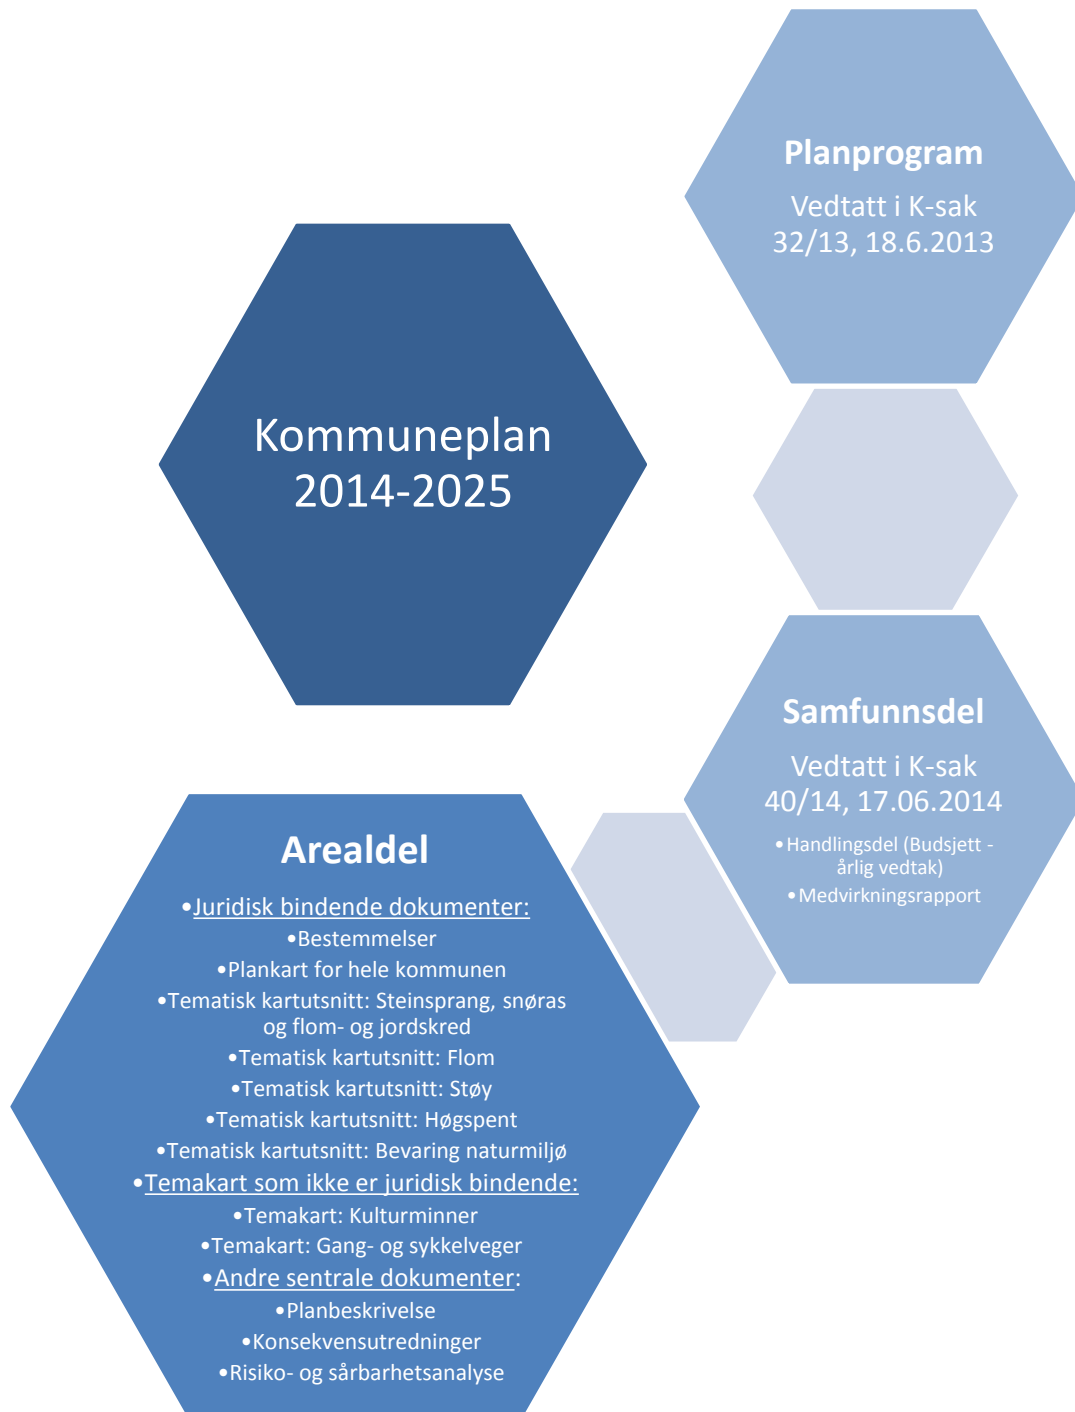 Planprogram
Vedtatt i K-sak
32/13, 18.6.2013
Kommuneplan
2014-2025
Samfunnsdel
Vedtatt i K-sak
40/14, 17.06.2014
•Handlingsdel (Budsjett -
årlig vedtak)
•Medvirkningsrapport
Arealdel
•Juridisk bindende dokumenter:
•Bestemmelser
•Plankart for hele kommunen
•Tematisk kartutsnitt: Steinsprang, snøras
og flom- og jordskred
•Tematisk kartutsnitt: Flom
•Tematisk kartutsnitt: Støy
•Tematisk kartutsnitt: Høgspent
•Tematisk kartutsnitt: Bevaring naturmiljø
•Temakart som ikke er juridisk bindende:
•Temakart: Kulturminner
•Temakart: Gang- og sykkelveger
•Andre sentrale dokumenter:
•Planbeskrivelse
•Konsekvensutredninger
•Risiko- og sårbarhetsanalyse